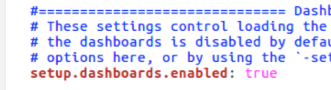 #============================== Dashb
# These settings control loading the
# the dashboards is disabled by defau
# options here, or by using the `-set
setup.dashboards.enabled: true